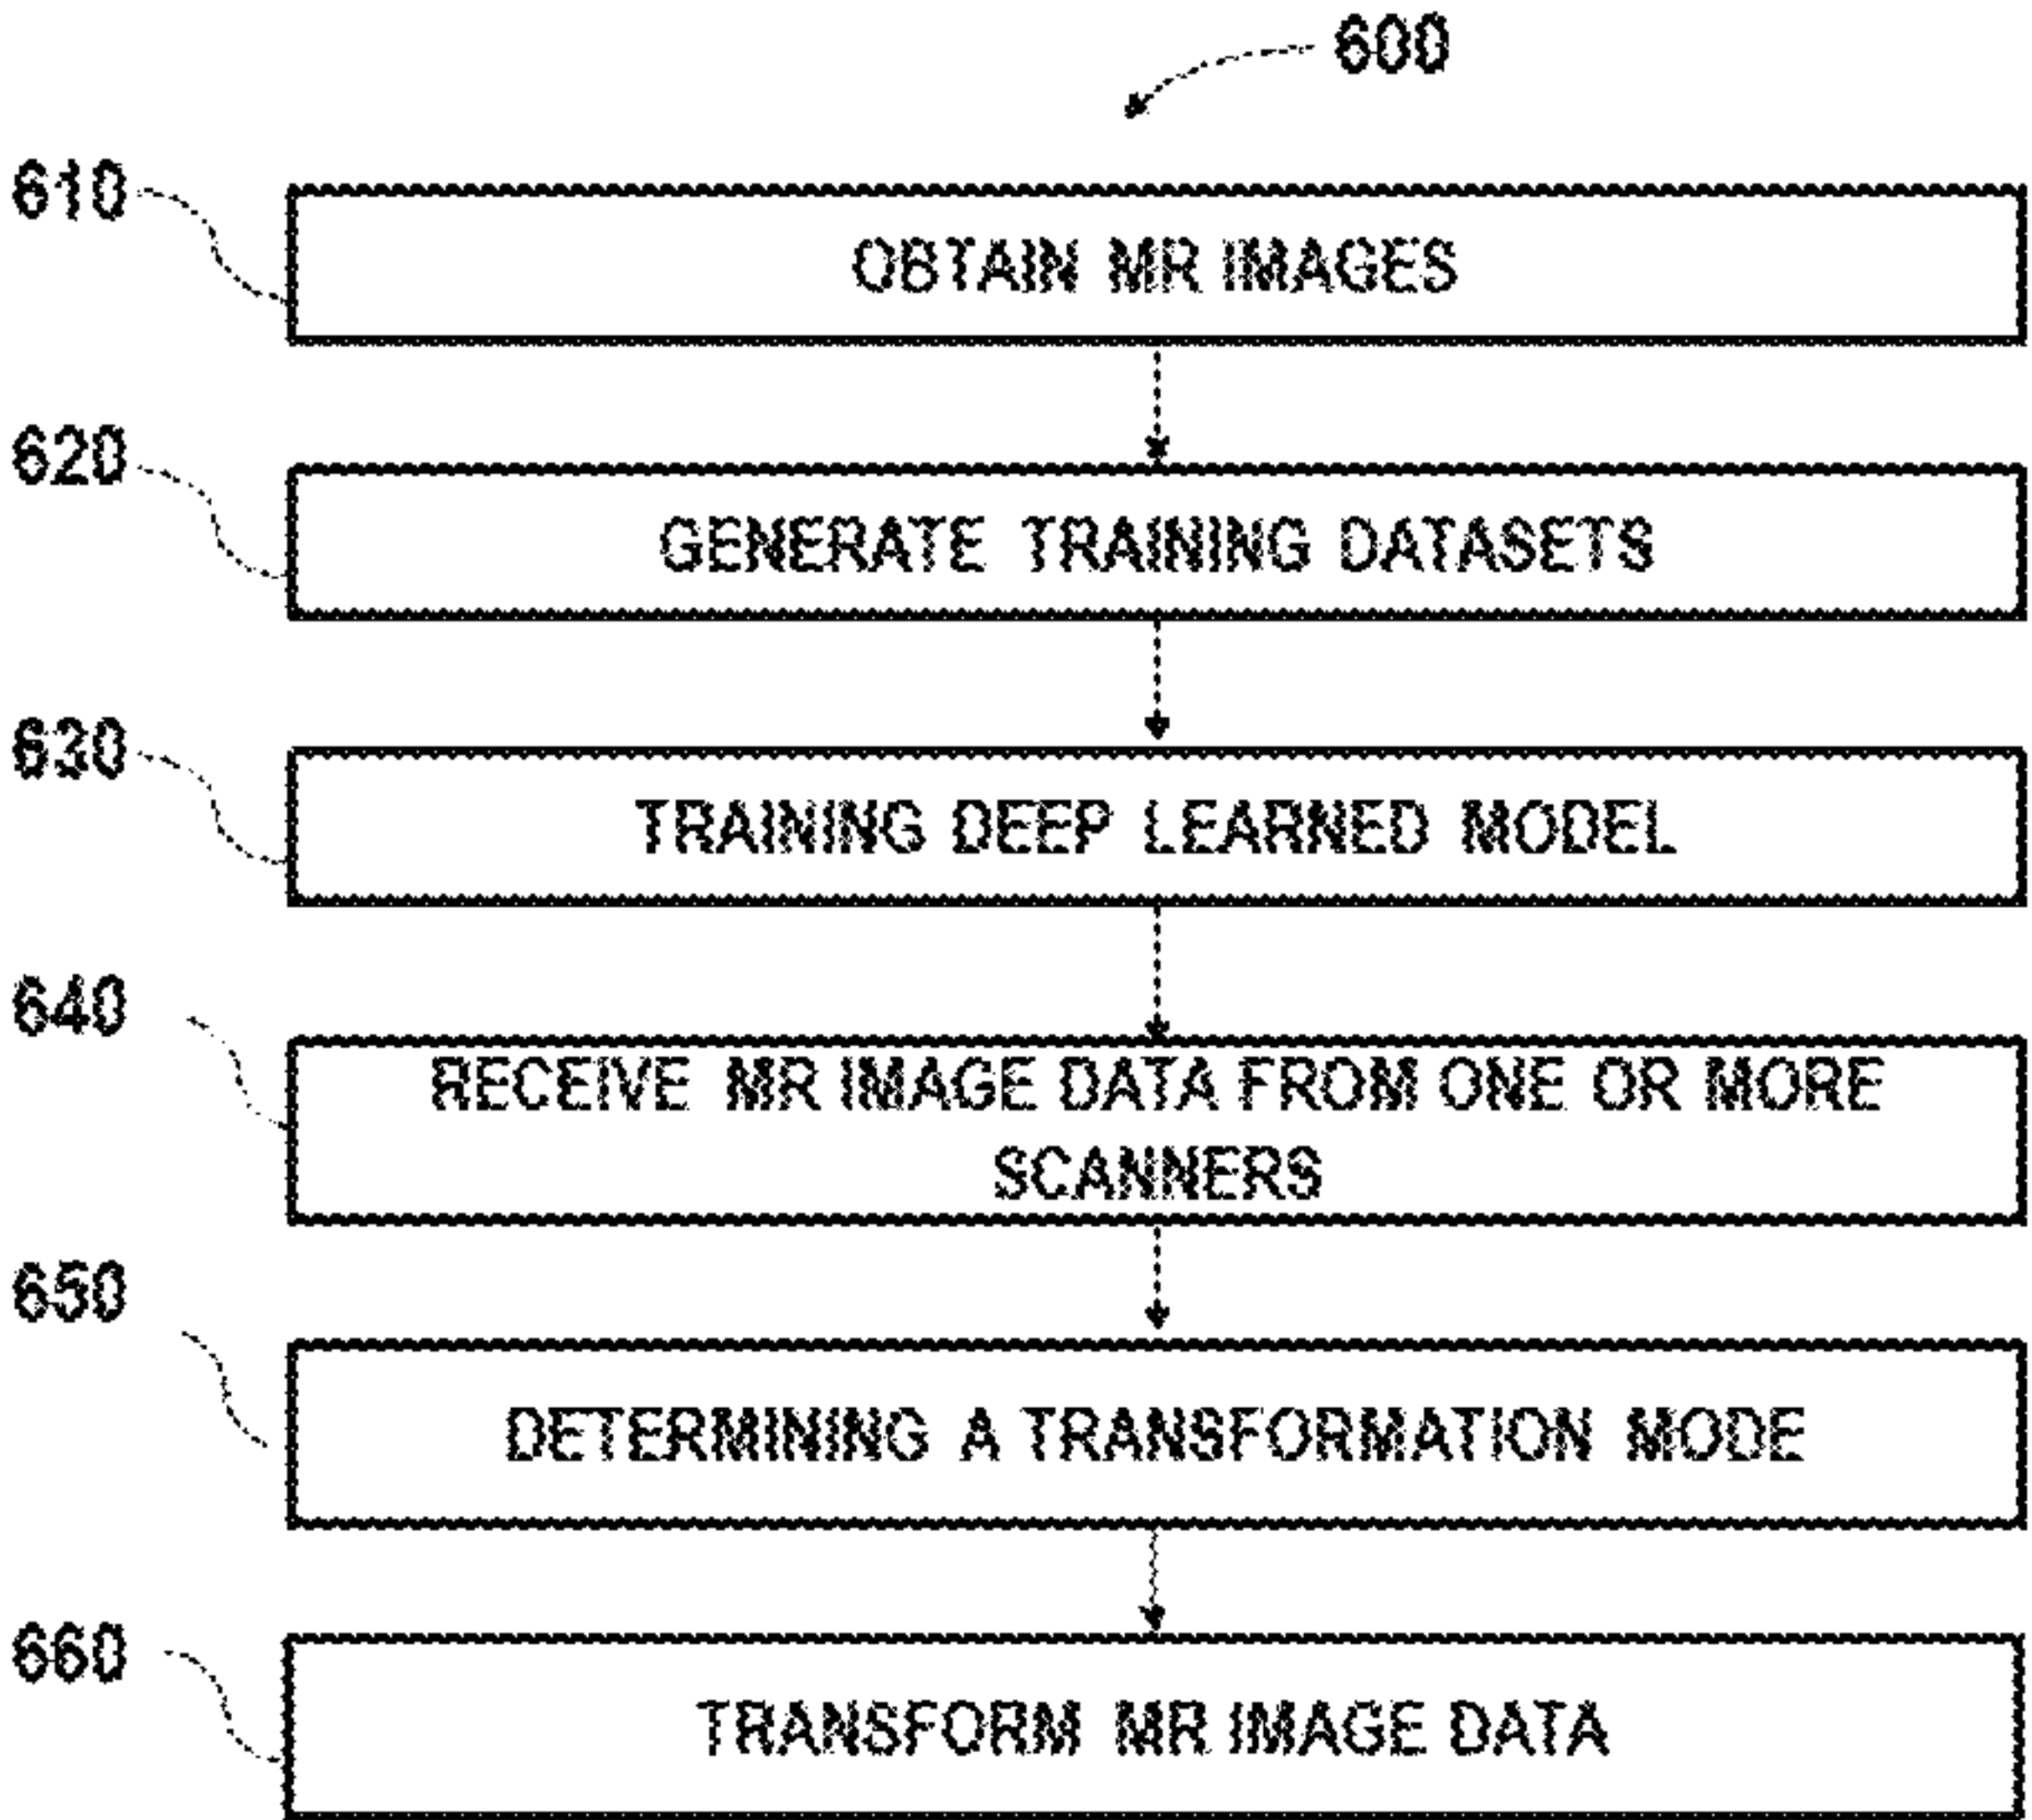 600
610
OBTAIN MR IMAGES
620
GENERATE TRAINING DATASETS
630
TRAINING DEEP LEARNED MODEL
640
RECEIVE MR IMAGE DATA FROM ONE OR MORE
SCANNERS
650
DETERMINING A TRANSFORMATION MODE
660
TRANSFORM MR IMAGE DATA